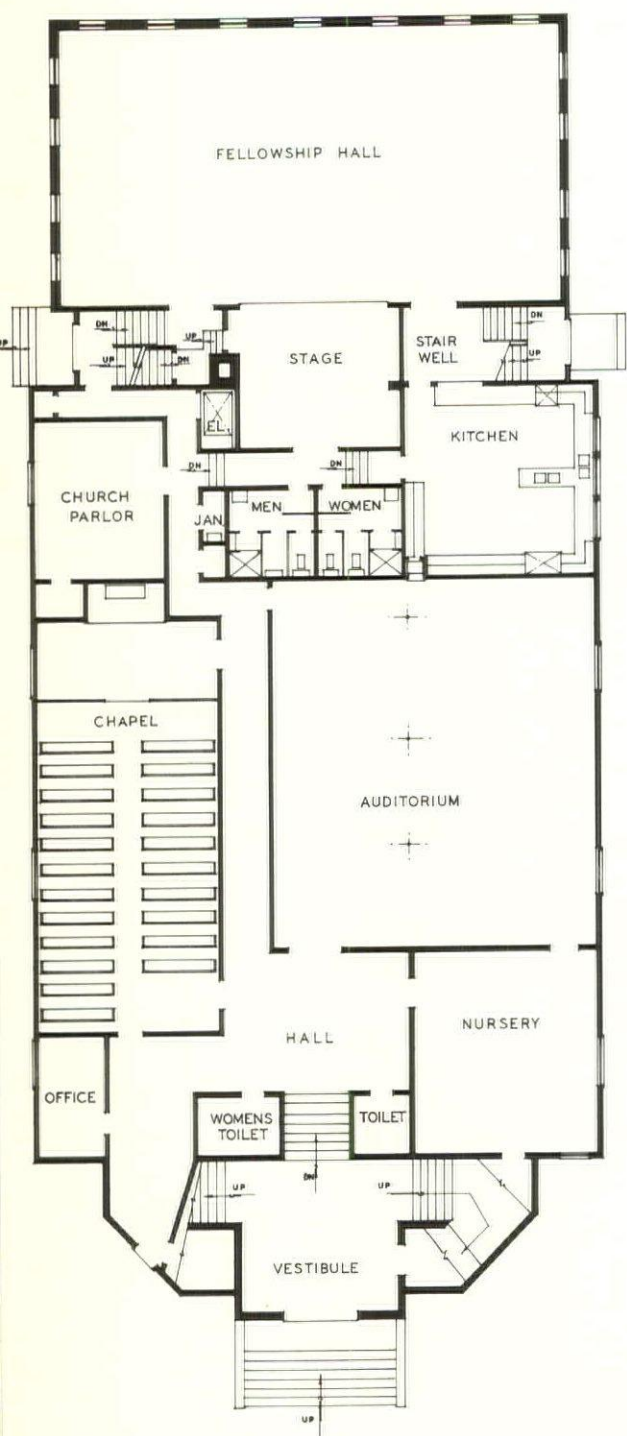 FELLOWSHIP HALL
UP
DN
UP
DN
UP
STAGE
STAIR
WELL
DN
UP
EL.
KITCHEN
CHURCH
PARLOR
DN
DN
JAN.
MEN
WOMEN
CHAPEL
AUDITORIUM
HALL
NURSERY
OFFICE
WOMENS
TOILET
TOILET
UP
DN
UP
VESTIBULE
UP